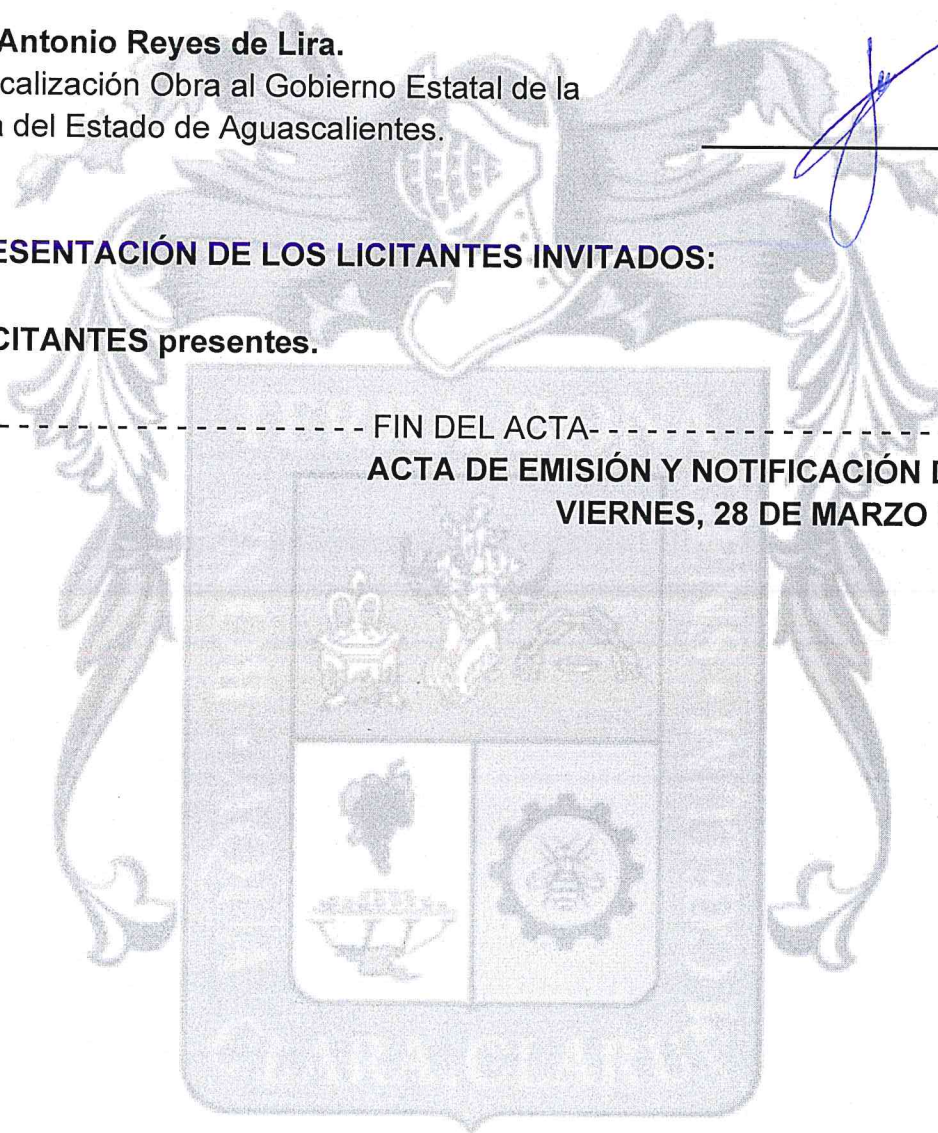 Antonio Reyes de Lira.
calización Obra al Gobierno Estatal de la
del Estado de Aguascalientes.
ESENTACIÓN DE LOS LICITANTES INVITADOS:
CITANTES presentes.
- - - - - - - - - - - - - - - - - - - - FIN DEL ACTA- - - - - - - - - - - - - - - - - - -
ACTA DE EMISIÓN Y NOTIFICACIÓN
VIERNES, 28 DE MARZO